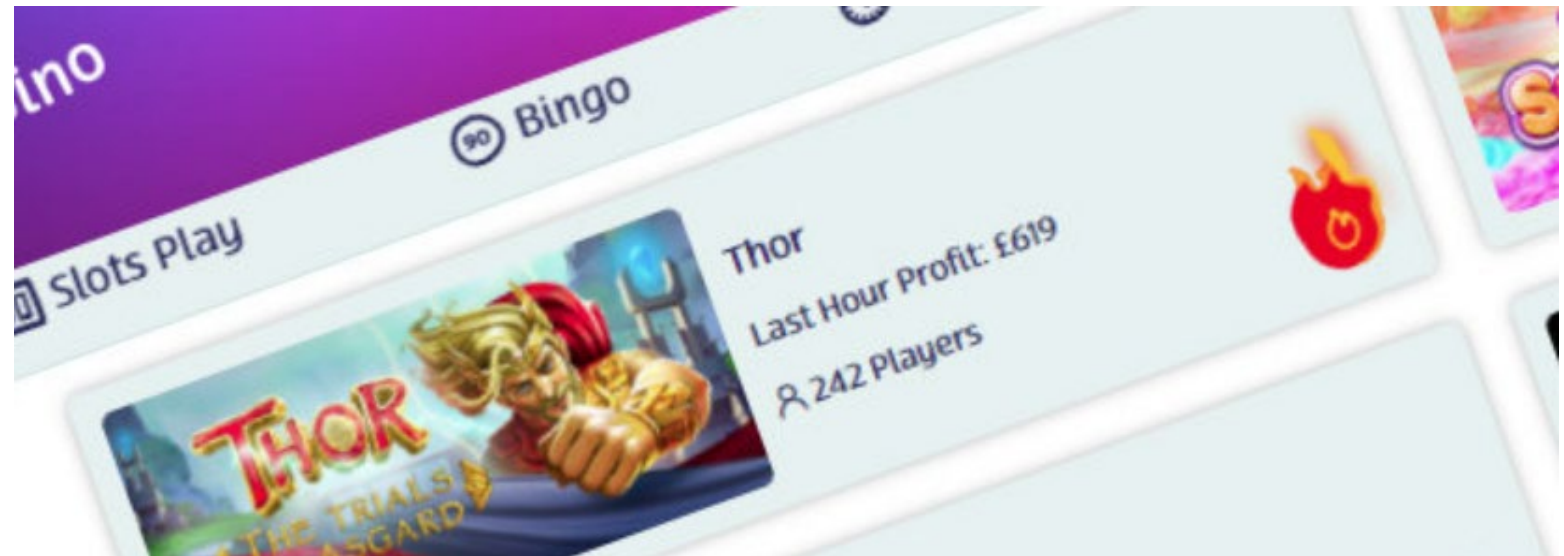 ino
90 Bingo
Slots Play
Thor
Last Hour Profit: £619
242 Players
THOR
THE TRIALS
ASGARD
S